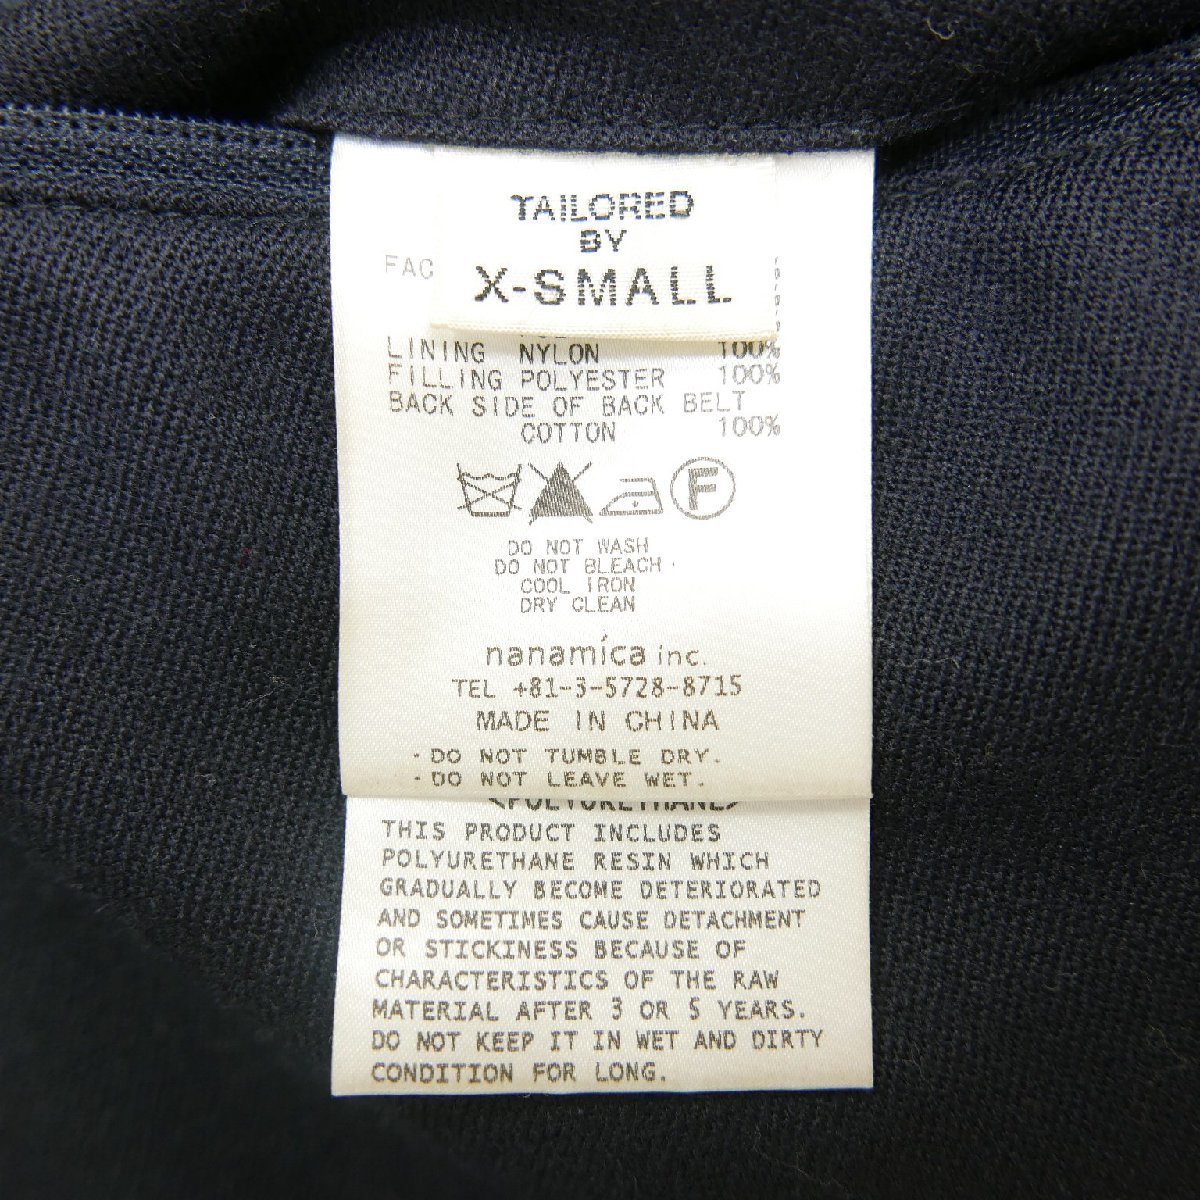 TAILORED
BY
X-SMALL
FAC
LINING NYLON 100%
FILLING POLYESTER 100%
BACK SIDE OF BACK BELT
COTTON 100%
F
DO NOT WASH
DO NOT BLEACH
COOL IRON
DRY CLEAN
nanamíca inc.
TEL +81-3-5728-8715
MADE IN CHINA
・DO NOT TUMBLE DRY.
・DO NOT LEAVE WET.
<POLYURETHANE>
THIS PRODUCT INCLUDES
POLYURETHANE RESIN WHICH
GRADUALLY BECOME DETERIORATED
AND SOMETIMES CAUSE DETACHMENT
OR STICKINESS BECAUSE OF
CHARACTERISTICS OF THE RAW
MATERIAL AFTER 3 OR 5 YEARS.
DO NOT KEEP IT IN WET AND DIRTY
CONDITION FOR LONG.